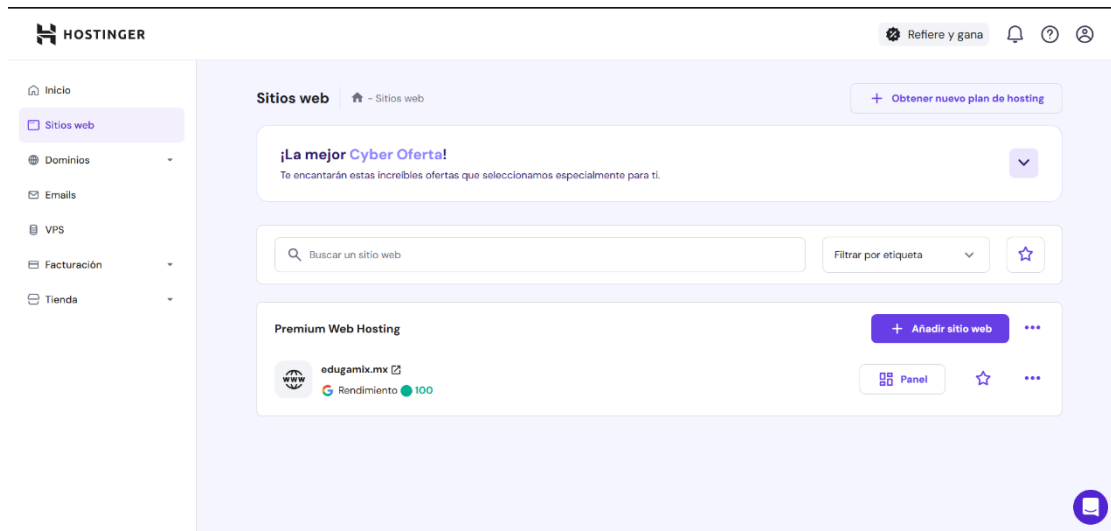 HOSTINGER
Refiere y gana
Inicio
Sitios web
Dominios
Emails
VPS
Facturación
Tienda
Sitios web - Sitios web
+ Obtener nuevo plan de hosting
¡La mejor Cyber Oferta!
Te encantarán estas increíbles ofertas que seleccionamos especialmente para ti.
Buscar un sitio web
Filtrar por etiqueta
Premium Web Hosting
+ Añadir sitio web
www
edugamix.mx
G Rendimiento 100
Panel